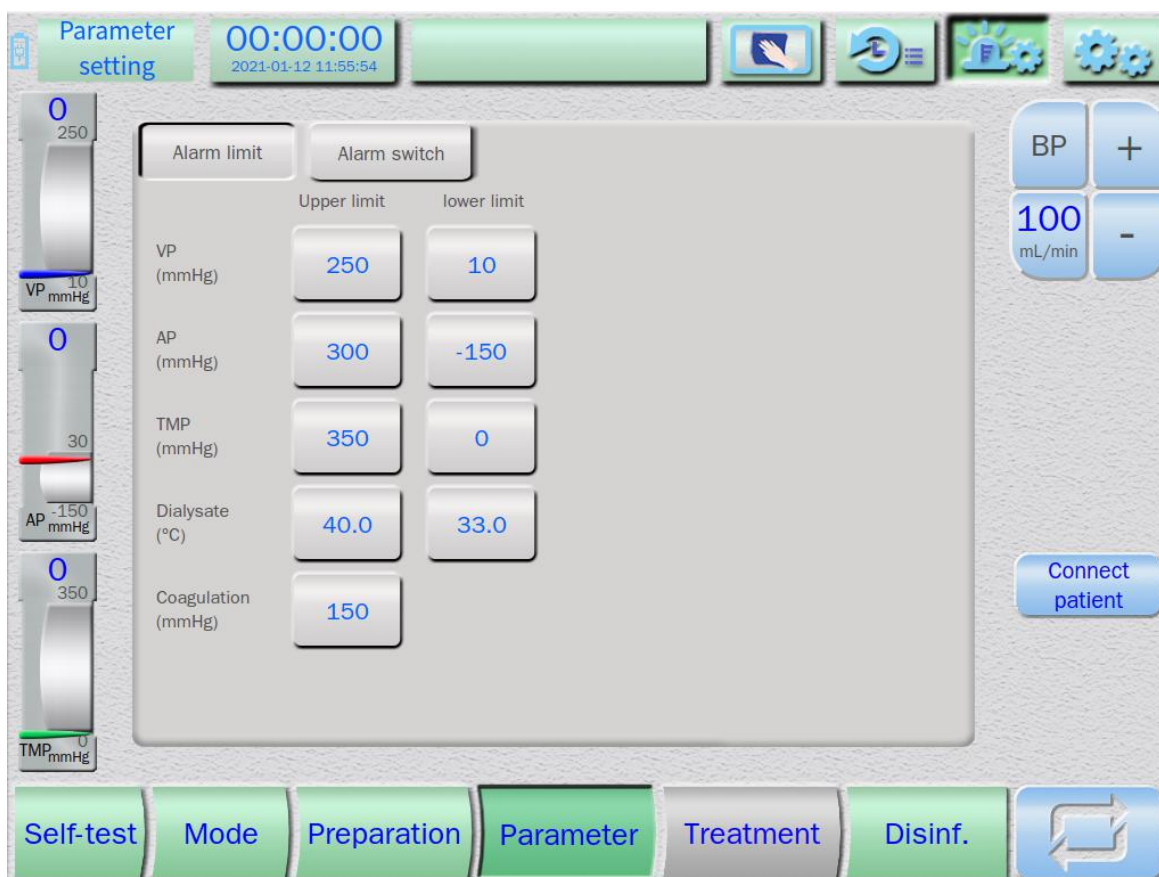 Parameter
setting
00:00:00
2021-01-12 11:55:54
0
250
10
VP mmHg
0
30
-150
AP mmHg
0
350
0
TMP mmHg
Alarm limit
Alarm switch
Upper limit
lower limit
VP
(mmHg)
250
10
AP
(mmHg)
300
-150
TMP
(mmHg)
350
0
Dialysate
(°C)
40.0
33.0
Coagulation
(mmHg)
150
BP
+
100
mL/min
-
Connect
patient
Self-test
Mode
Preparation
Parameter
Treatment
Disinf.